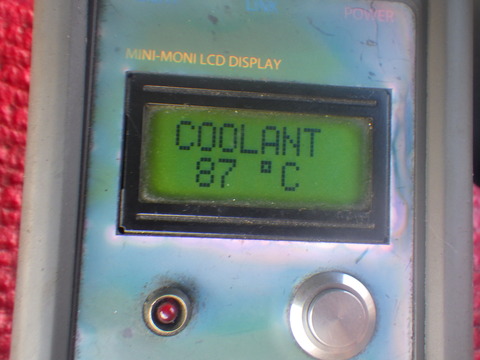 POWER
MINI-MONI LCD DISPLAY
COOLANT
87 °C